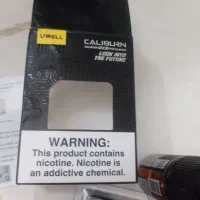 UWELL
CALIBURN
LOOK INTO
THE FUTURE
WARNING:
This product contains
nicotine. Nicotine is
an addictive chemical.